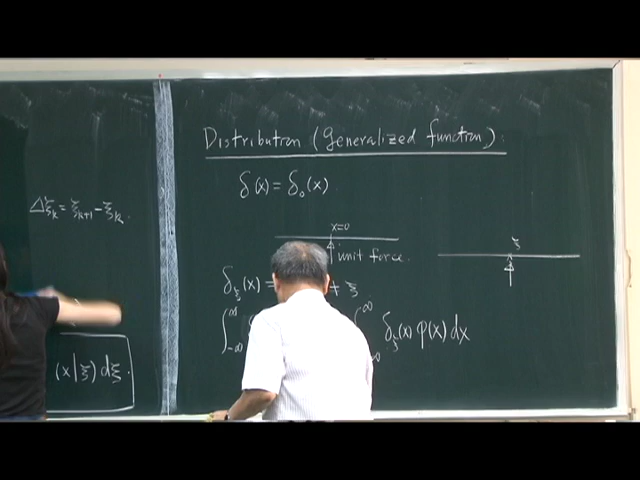 Δξₖ = ξₖ₊₁ - ξₖ.
(x|ξ) dξ.
Distribution (Generalized function) :
δ(x) = δ₀(x)
x=0
unit force.
ξ
δ_ξ(x) = ≠ ξ
∫_{-∞}^{∞} ∫^{∞} δ_ξ(x) φ(x) dx